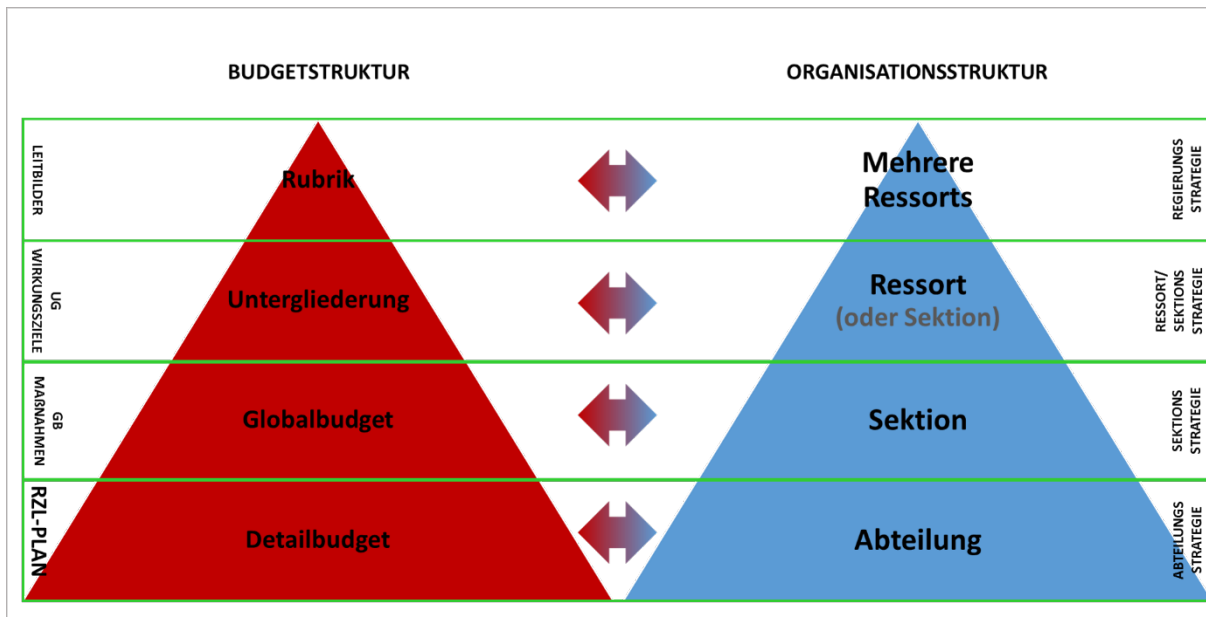 BUDGETSTRUKTUR
ORGANISATIONSSTRUKTUR
LEITBILDER
Rubrik
Mehrere
Ressorts
REGIERUNGS
STRATEGIE
UG
WIRKUNGSZIELE
Untergliederung
Ressort
(oder Sektion)
RESSORT/
SEKTIONS
STRATEGIE
GB
MAßNAHMEN
Globalbudget
Sektion
SEKTIONS
STRATEGIE
RZL-PLAN
Detailbudget
Abteilung
ABTEILUNGS
STRATEGIE